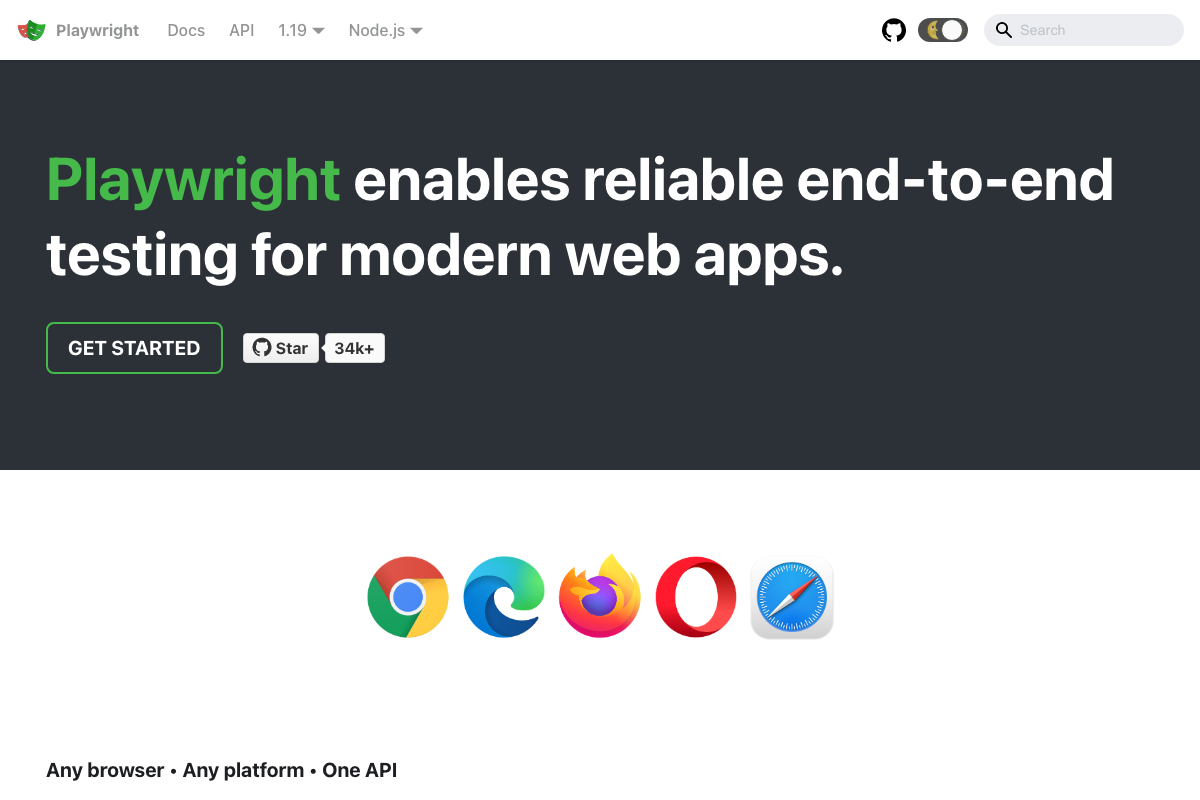 Playwright Docs API 1.19 Node.js Search
Playwright enables reliable end-to-end
testing for modern web apps.
GET STARTED Star 34k+
Any browser • Any platform • One API